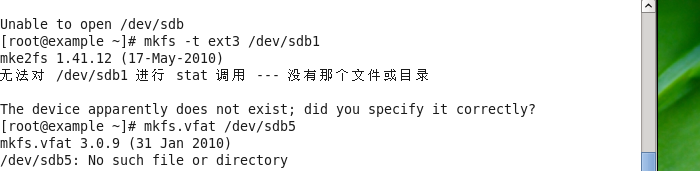 Unable to open /dev/sdb
[root@example ~]# mkfs -t ext3 /dev/sdb1
mke2fs 1.41.12 (17-May-2010)
无法对 /dev/sdb1 进行 stat 调用 --- 没有那个文件或目录
The device apparently does not exist; did you specify it correctly?
[root@example ~]# mkfs.vfat /dev/sdb5
mkfs.vfat 3.0.9 (31 Jan 2010)
/dev/sdb5: No such file or directory